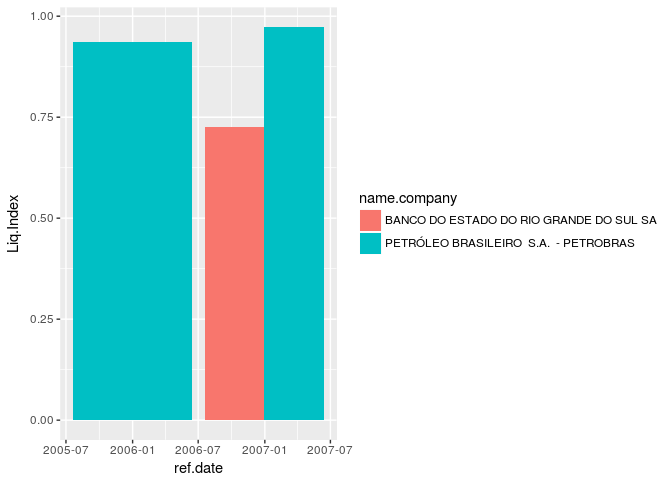 1.00
0.75
0.50
0.25
0.00
Liq.Index
2005-07 2006-01 2006-07 2007-01 2007-07
ref.date
name.company
BANCO DO ESTADO DO RIO GRANDE DO SUL SA
PETRÓLEO BRASILEIRO  S.A.  - PETROBRAS